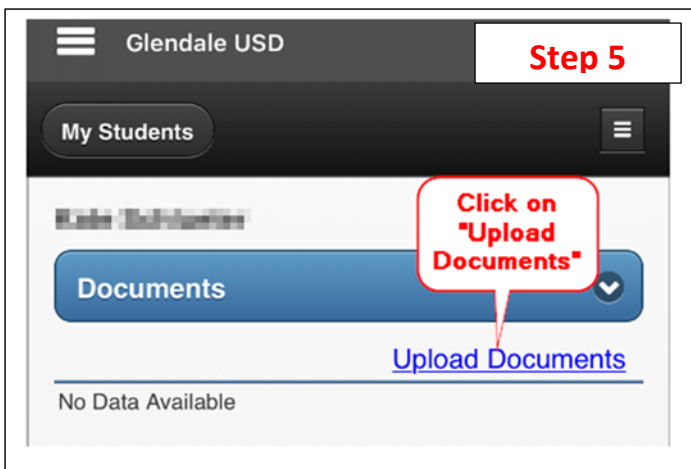 Glendale USD
Step 5
My Students
Click on
"Upload
Documents"
Documents
Upload Documents
No Data Available